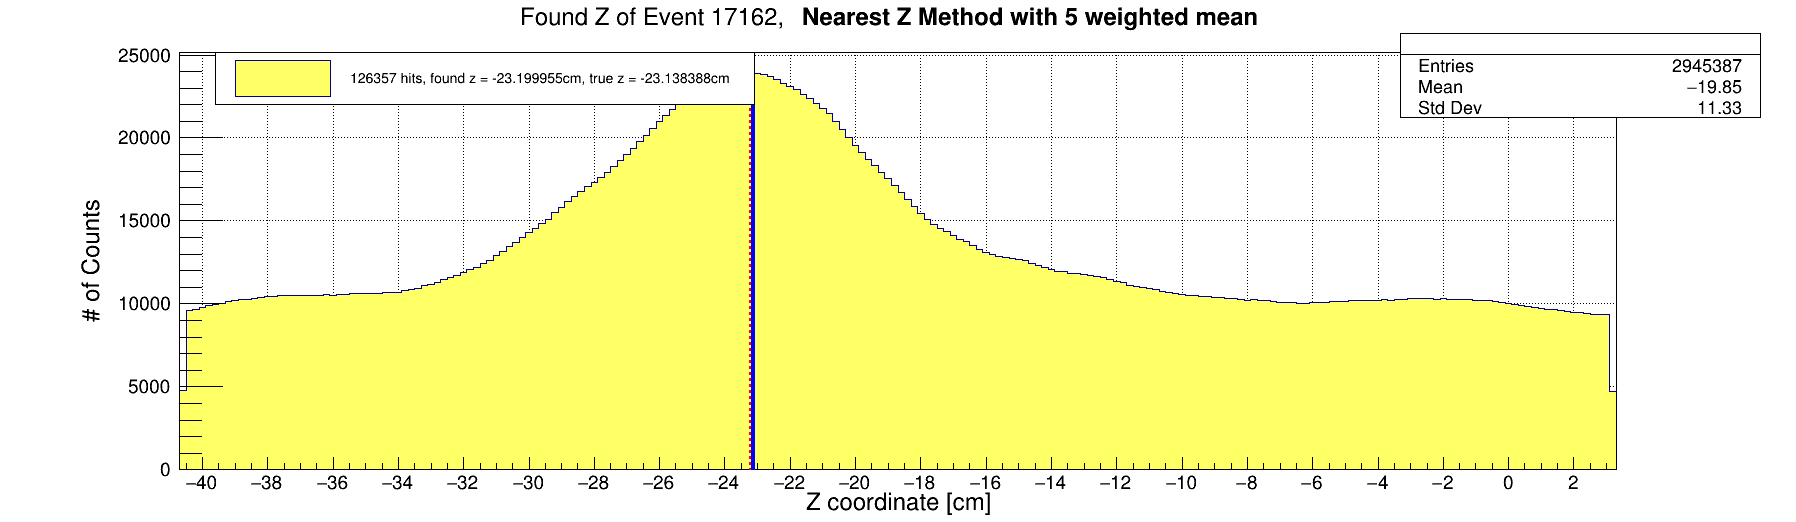 Found Z of Event 17162, Nearest Z Method with 5 weighted mean
25000
20000
15000
10000
5000
0
# of Counts
126357 hits, found z = -23.199955cm, true z = -23.138388cm
Entries 2945387
Mean −19.85
Std Dev 11.33
−40 −38 −36 −34 −32 −30 −28 −26 −24 −22 −20 −18 −16 −14 −12 −10 −8 −6 −4 −2 0 2
Z coordinate [cm]